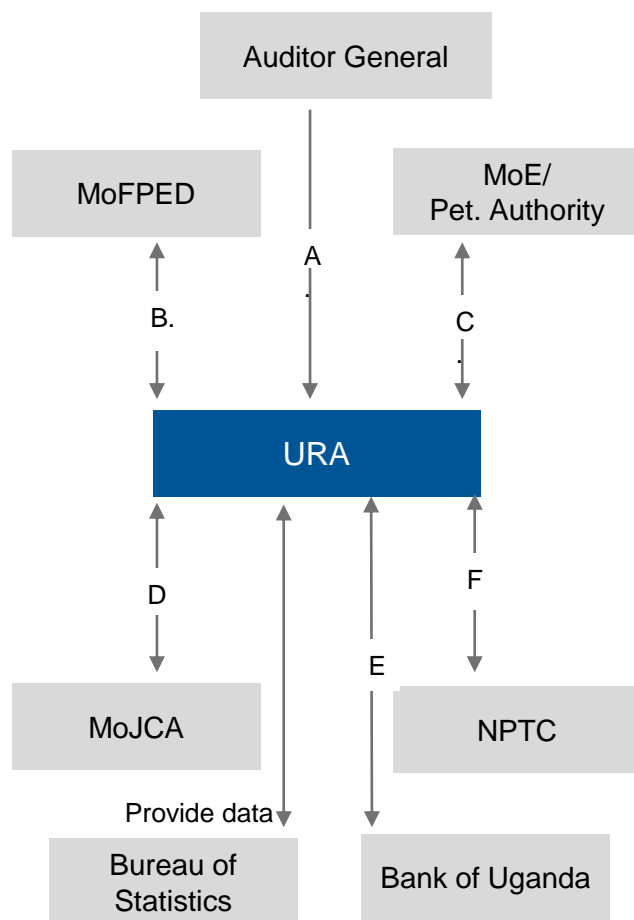 Auditor General
MoFPED
MoE/
Pet. Authority
A
.
B.
C
.
URA
D
F
E
MoJCA
NPTC
Provide data
Bureau of
Statistics
Bank of Uganda